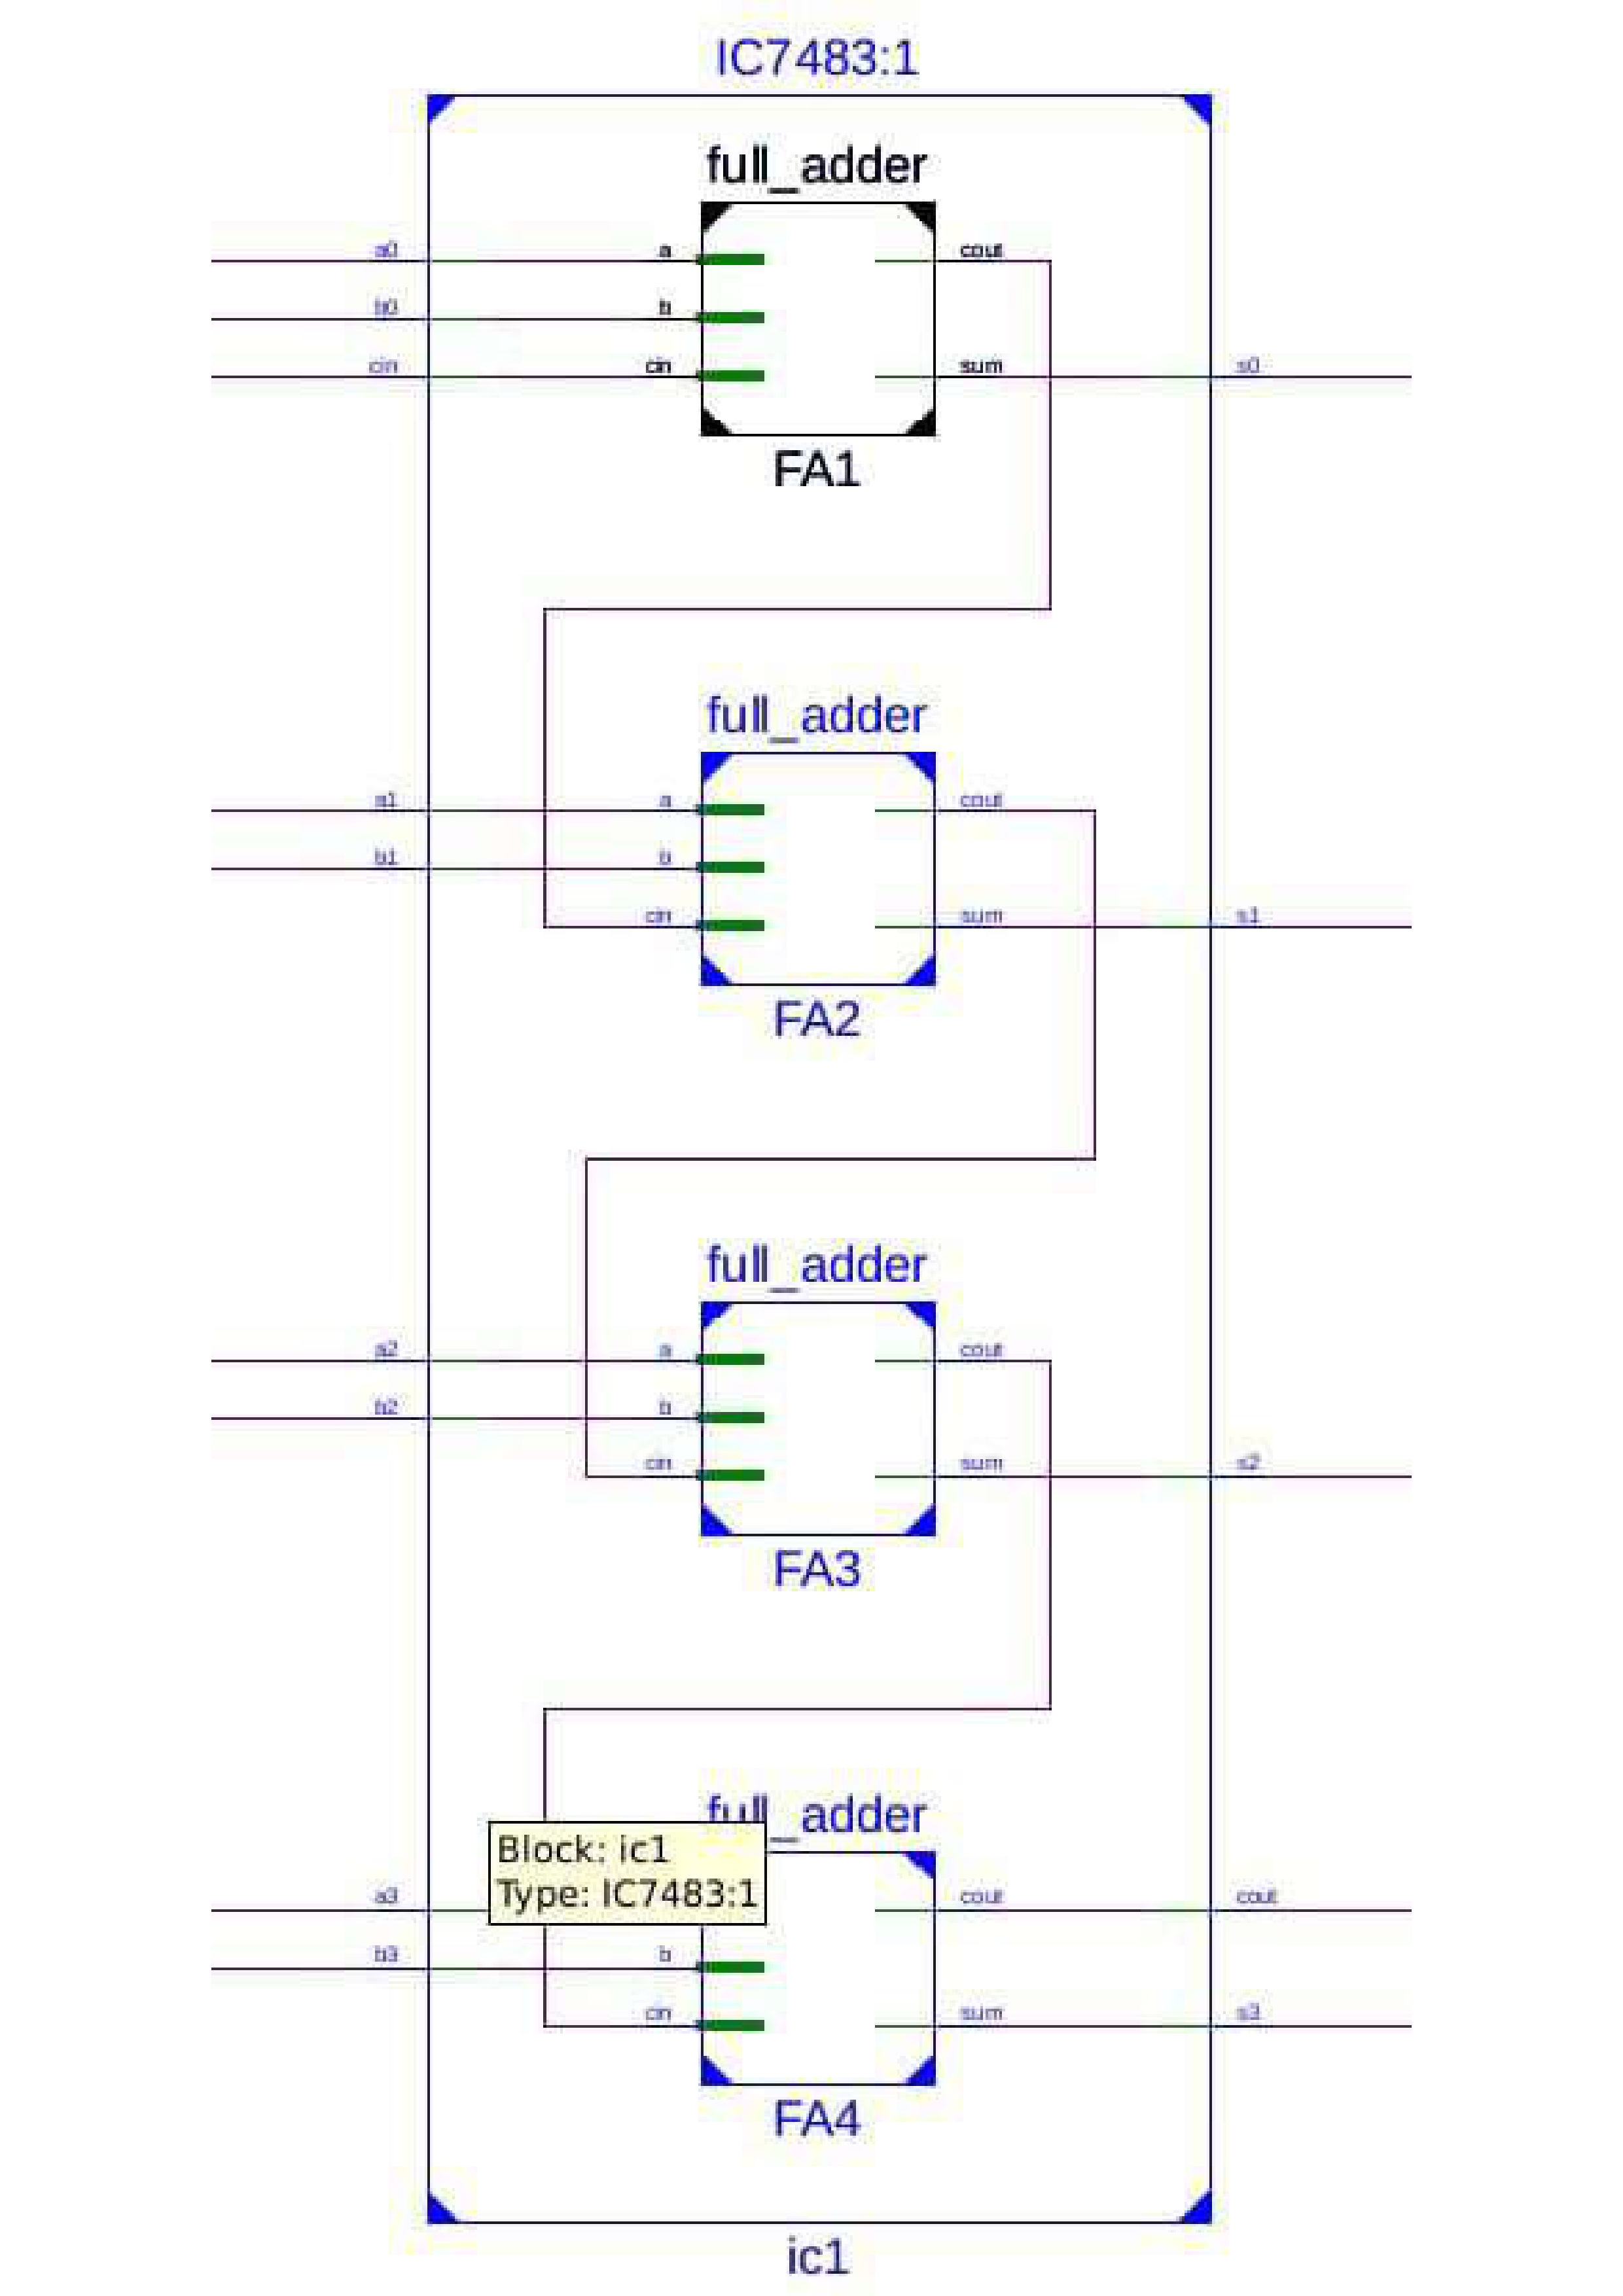 IC7483:1
full_adder
a0 a cout
b0 b
cin cin sum s0
FA1
full_adder
a1 a cout
b1 b
cin sum s1
FA2
full_adder
a2 a cout
b2 b
cin sum s2
FA3
full_adder
Block: ic1
Type: IC7483:1
a3 cout cout
b3 b
cin sum s3
FA4
ic1